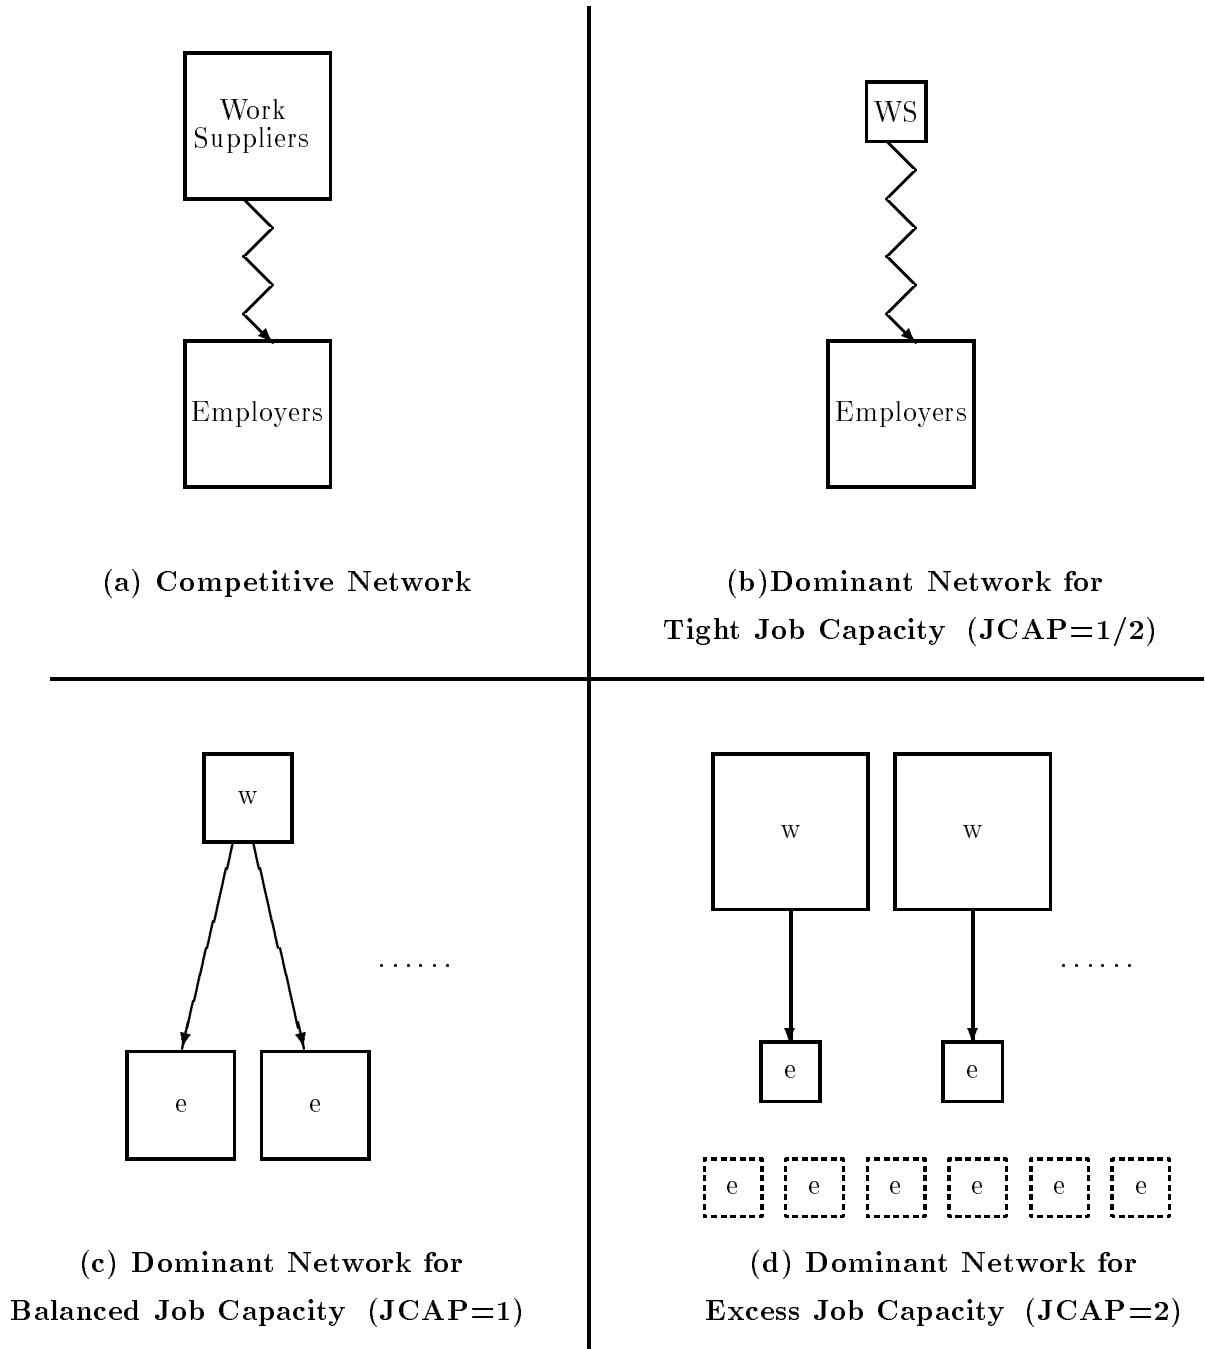 Work
Suppliers
Employers
(a) Competitive Network
WS
Employers
(b)Dominant Network for
Tight Job Capacity (JCAP=1/2)
w
......
e e
(c) Dominant Network for
Balanced Job Capacity (JCAP=1)
w w
......
e e
e e e e e e
(d) Dominant Network for
Excess Job Capacity (JCAP=2)